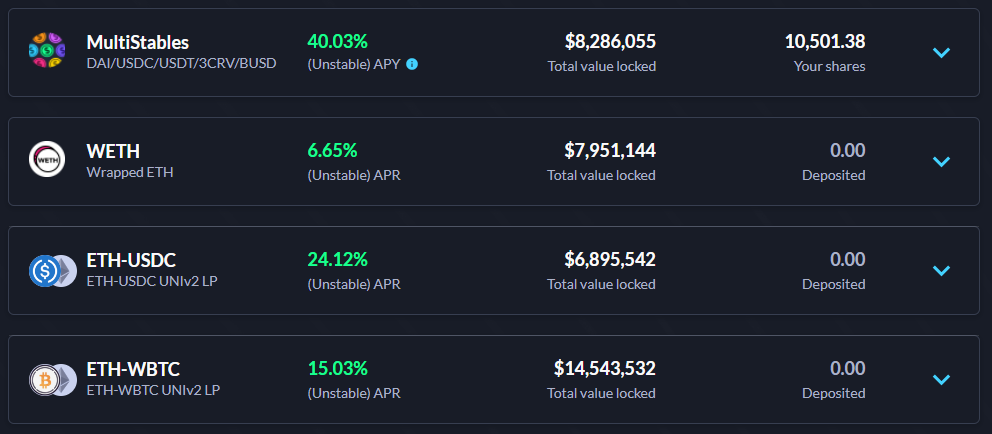 MultiStables
DAI/USDC/USDT/3CRV/BUSD
40.03%
(Unstable) APY
$8,286,055
Total value locked
10,501.38
Your shares
WETH
WETH
Wrapped ETH
6.65%
(Unstable) APR
$7,951,144
Total value locked
0.00
Deposited
ETH-USDC
ETH-USDC UNIv2 LP
24.12%
(Unstable) APR
$6,895,542
Total value locked
0.00
Deposited
ETH-WBTC
ETH-WBTC UNIv2 LP
15.03%
(Unstable) APR
$14,543,532
Total value locked
0.00
Deposited